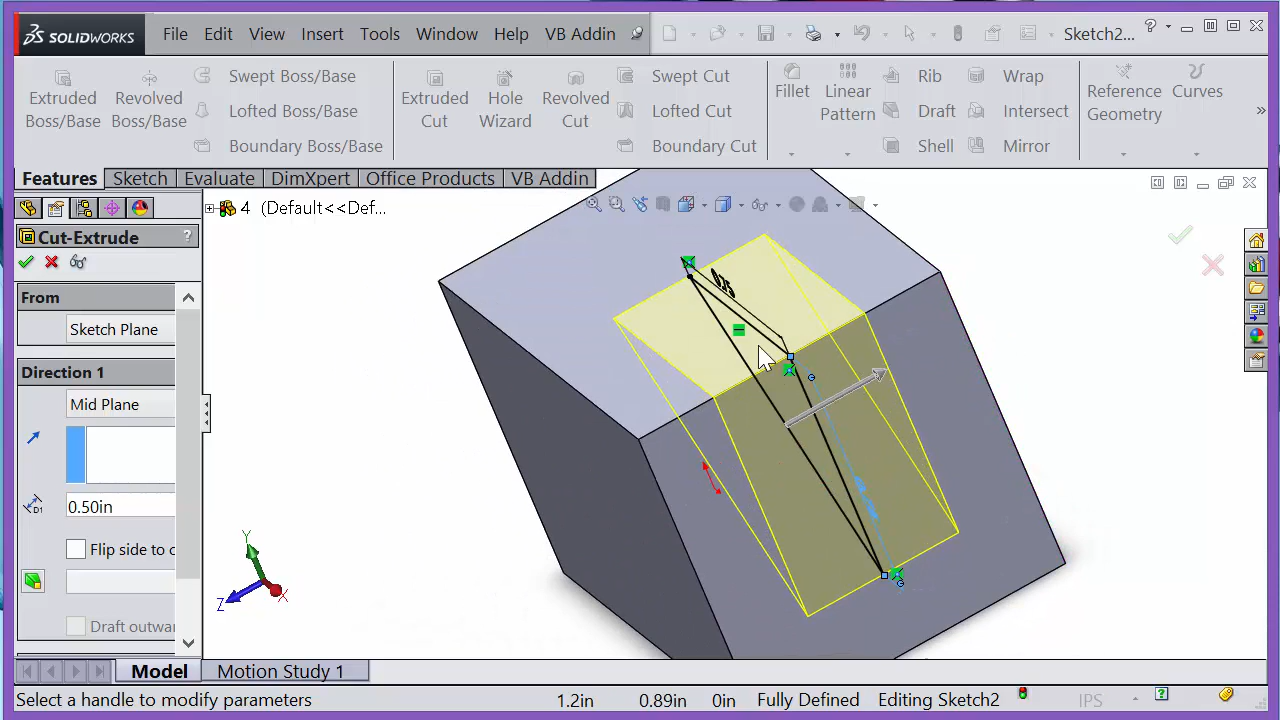 SOLIDWORKS File Edit View Insert Tools Window Help VB Addin Sketch2... ?
Extruded Boss/Base
Revolved Boss/Base
Swept Boss/Base
Lofted Boss/Base
Boundary Boss/Base
Extruded Cut
Hole Wizard
Revolved Cut
Swept Cut
Lofted Cut
Boundary Cut
Fillet
Linear Pattern
Rib
Draft
Shell
Wrap
Intersect
Mirror
Reference Geometry
Curves
»
Features Sketch Evaluate DimXpert Office Products VB Addin
4 (Default<<Def...
Cut-Extrude ?
From
Sketch Plane
Direction 1
Mid Plane
D1
0.50in
Flip side to c
Draft outwa
Y
Z
X
Model Motion Study 1
Select a handle to modify parameters 1.2in 0.89in 0in Fully Defined Editing Sketch2 IPS ?